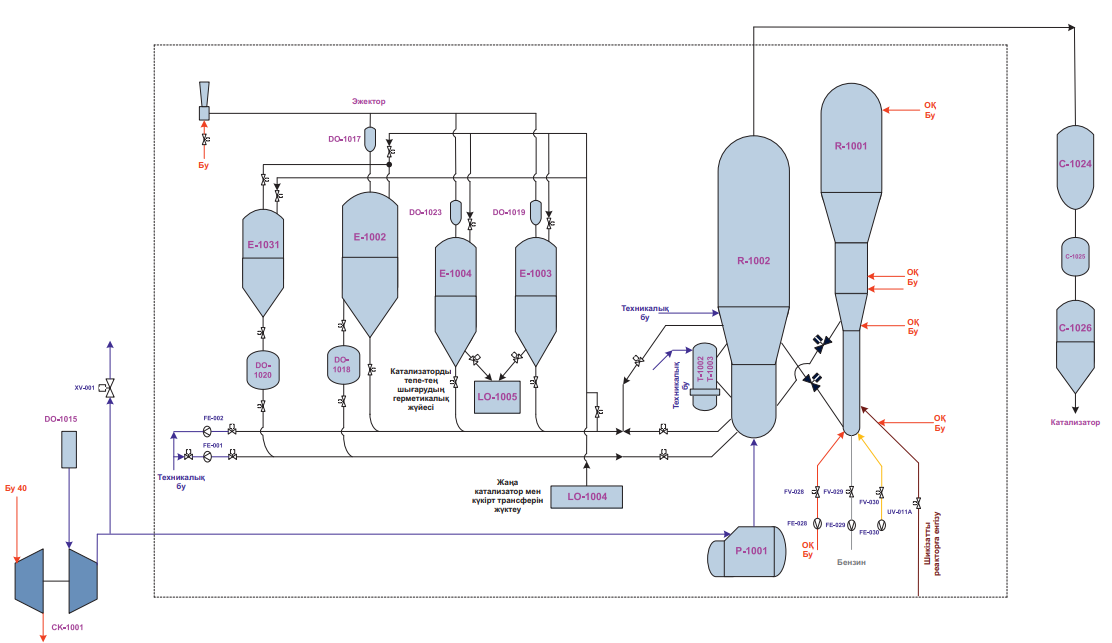 Эжектор
DO-1017
Бу
DO-1023
DO-1019
E-1031
E-1002
E-1004
E-1003
R-1002
R-1001
ОҚ
Бу
C-1024
C-1025
C-1026
Катализатор
ОҚ
Бу
ОҚ
Бу
ОҚ
Бу
Техникалық
бу
T-1002
T-1003
Техникалық
бу
DO-
1020
DO-
1018
Катализаторды
тепе-тең
шығарудың
герметикалық
жүйесі
LO-1005
XV-001
DO-1015
FE-002
FE-001
Техникалық
бу
Бу 40
CK-1001
Жаңа
катализатор мен
күкірт трансферін
жүктеу
LO-1004
P-1001
FV-028
FV-029
FV-030
UV-011A
FE-028
FE-029
FE-030
ОҚ
Бу
Бензин
Шикізатты
реакторға енгізу